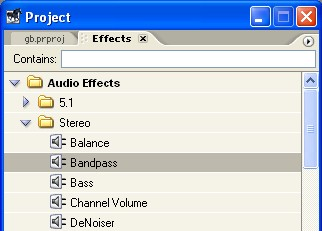 Project
gb.prproj
Effects
Contains:
Audio Effects
5.1
Stereo
Balance
Bandpass
Bass
Channel Volume
DeNoiser